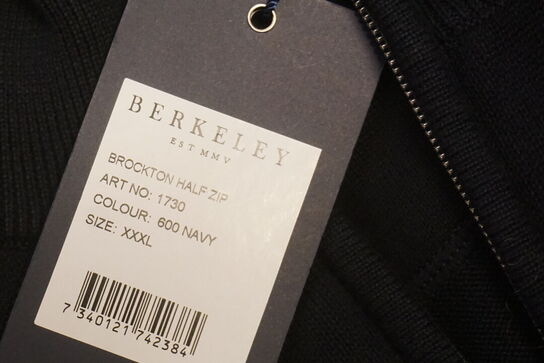 BERKELEY
EST MMV
BROCKTON HALF ZIP
ART NO: 1730
COLOUR: 600 NAVY
SIZE: XXXL
7 340121 742384